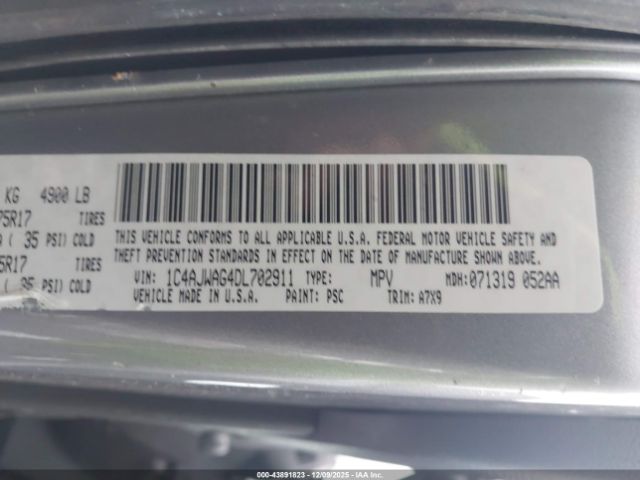 KG 4900 LB
75R17 TIRES
( 35 PSI) COLD
5R17 TIRES
35 PSI) COLD
THIS VEHICLE CONFORMS TO ALL APPLICABLE U.S.A. FEDERAL MOTOR VEHICLE SAFETY AND
THEFT PREVENTION STANDARDS IN EFFECT ON THE DATE OF MANUFACTURE SHOWN ABOVE.
VIN: 1C4AJWAG4DL702911 TYPE: MPV MDH:071319 052AA
VEHICLE MADE IN U.S.A. PAINT: PSC TRIM: A7X9
000-43891823 | 12/09/2025 | IAA Inc.